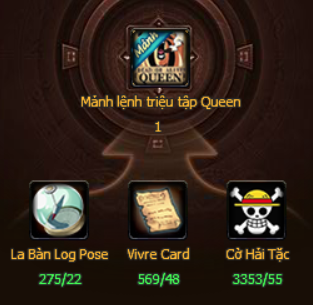 Mảnh
QUEEN
Mảnh lệnh triệu tập Queen
1
La Bàn Log Pose
Vivre Card
Cờ Hải Tặc
275/22
569/48
3353/55